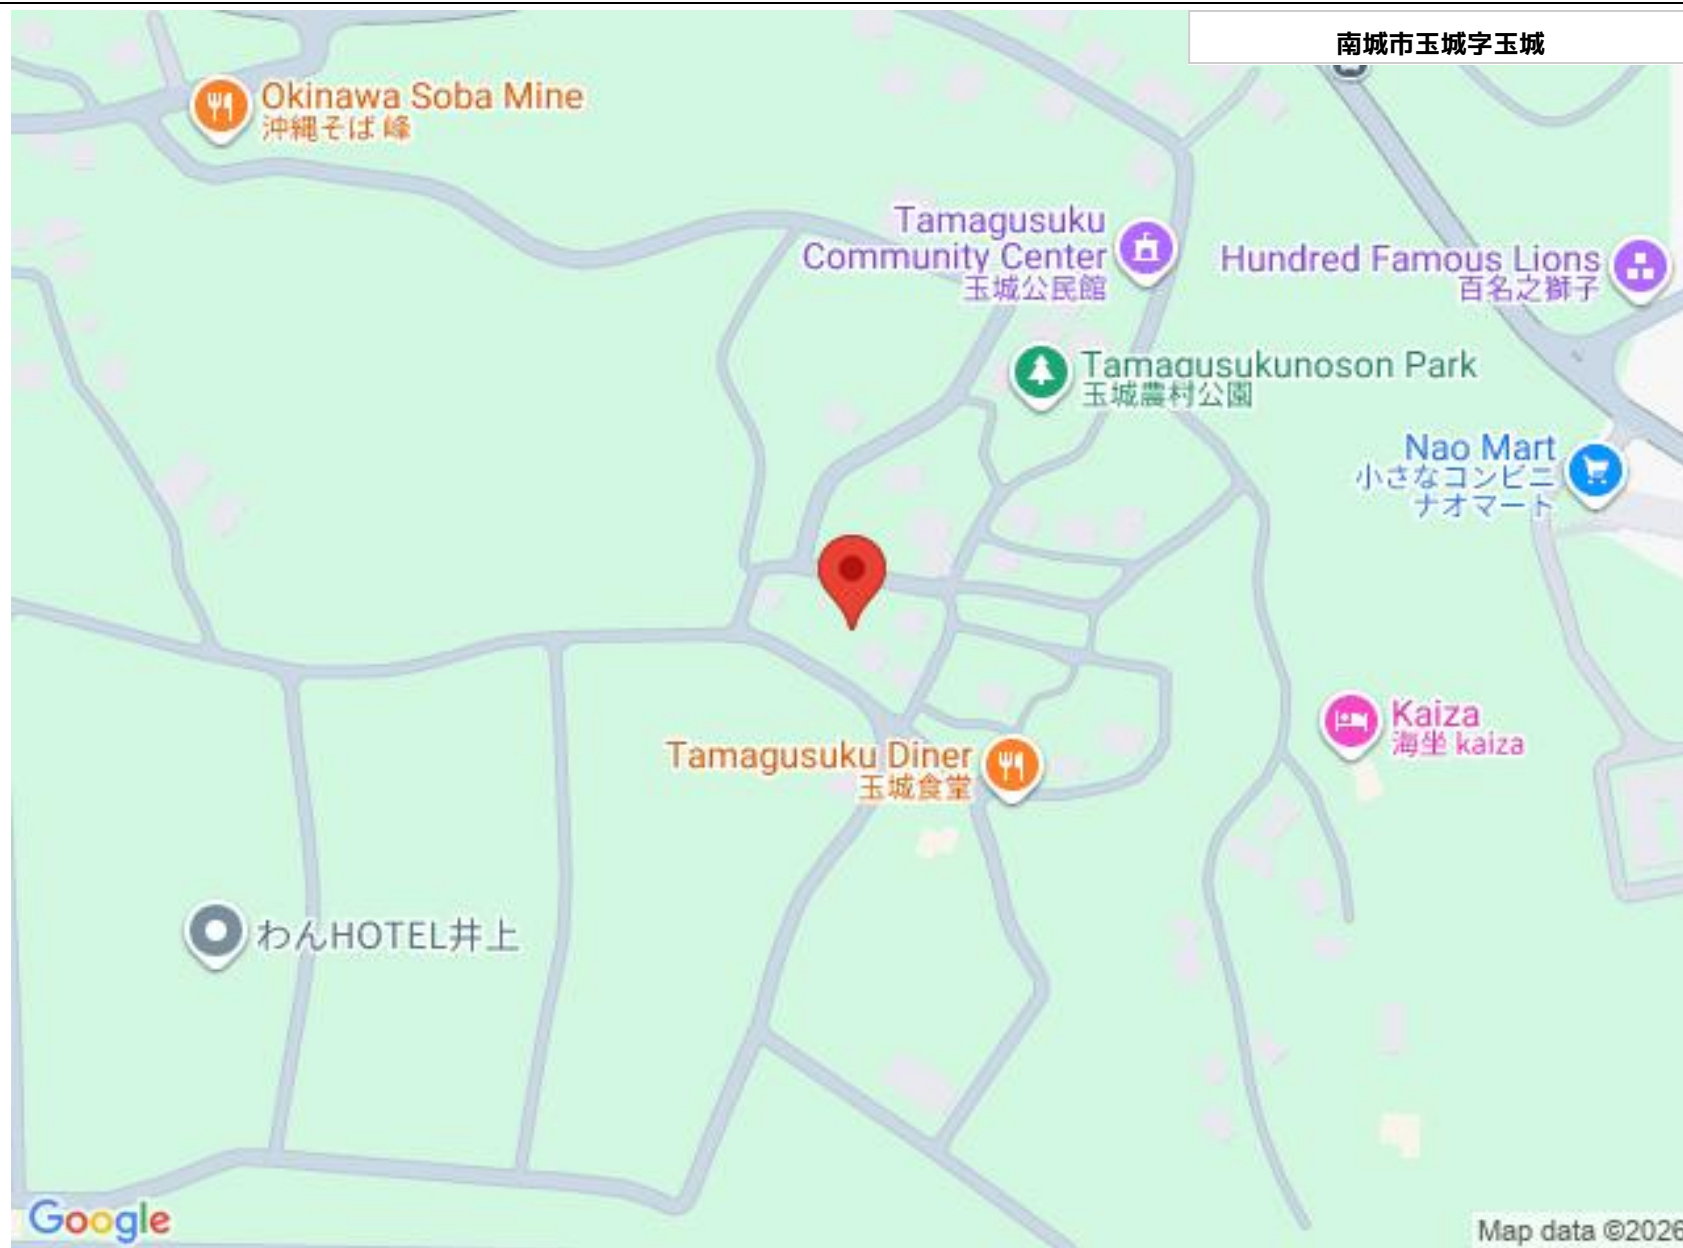 南城市玉城字玉城
Okinawa Soba Mine
沖縄そば 峰
Tamagusuku
Community Center
玉城公民館
Hundred Famous Lions
百名之獅子
Tamagusukunoson Park
玉城農村公園
Nao Mart
小さなコンビニ
ナオマート
Kaiza
海坐 kaiza
Tamagusuku Diner
玉城食堂
わんHOTEL井上
Google
Map data ©2026